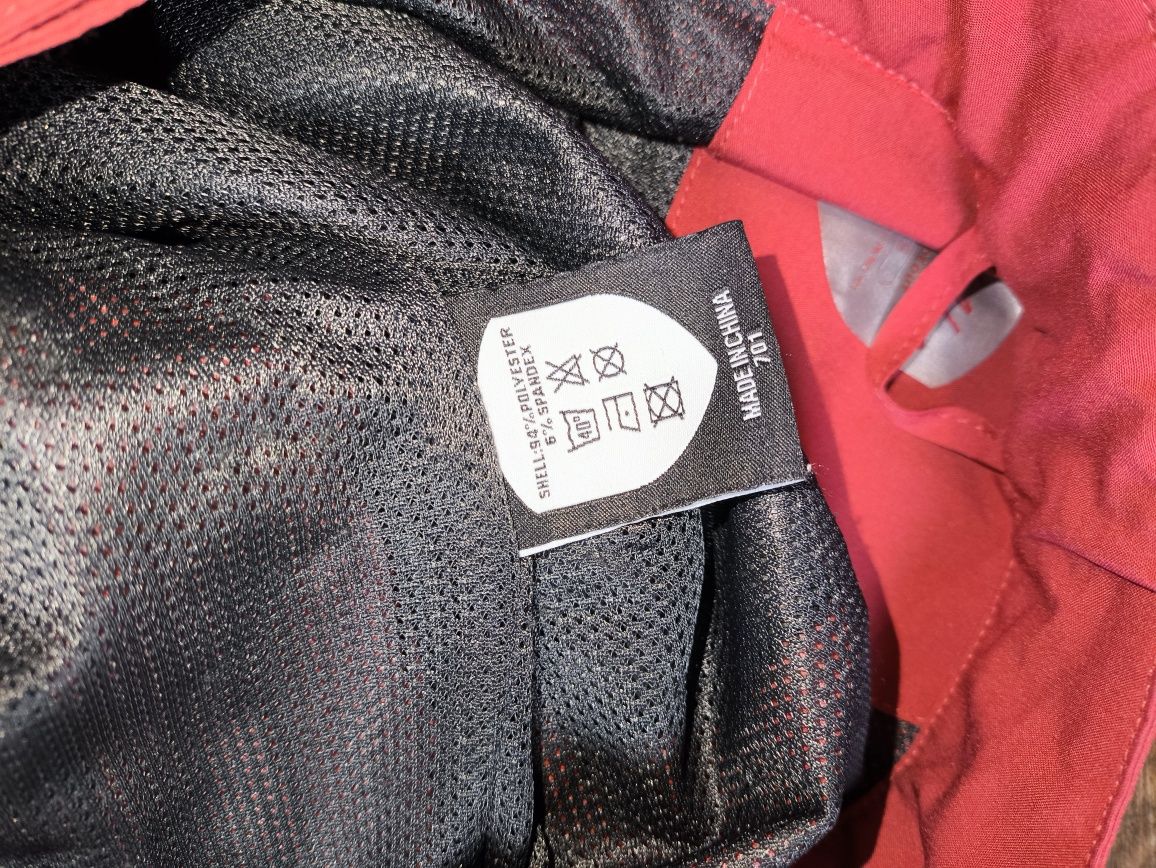 SHELL:94%POLYESTER
6%SPANDEX
40°
MADE IN CHINA
701